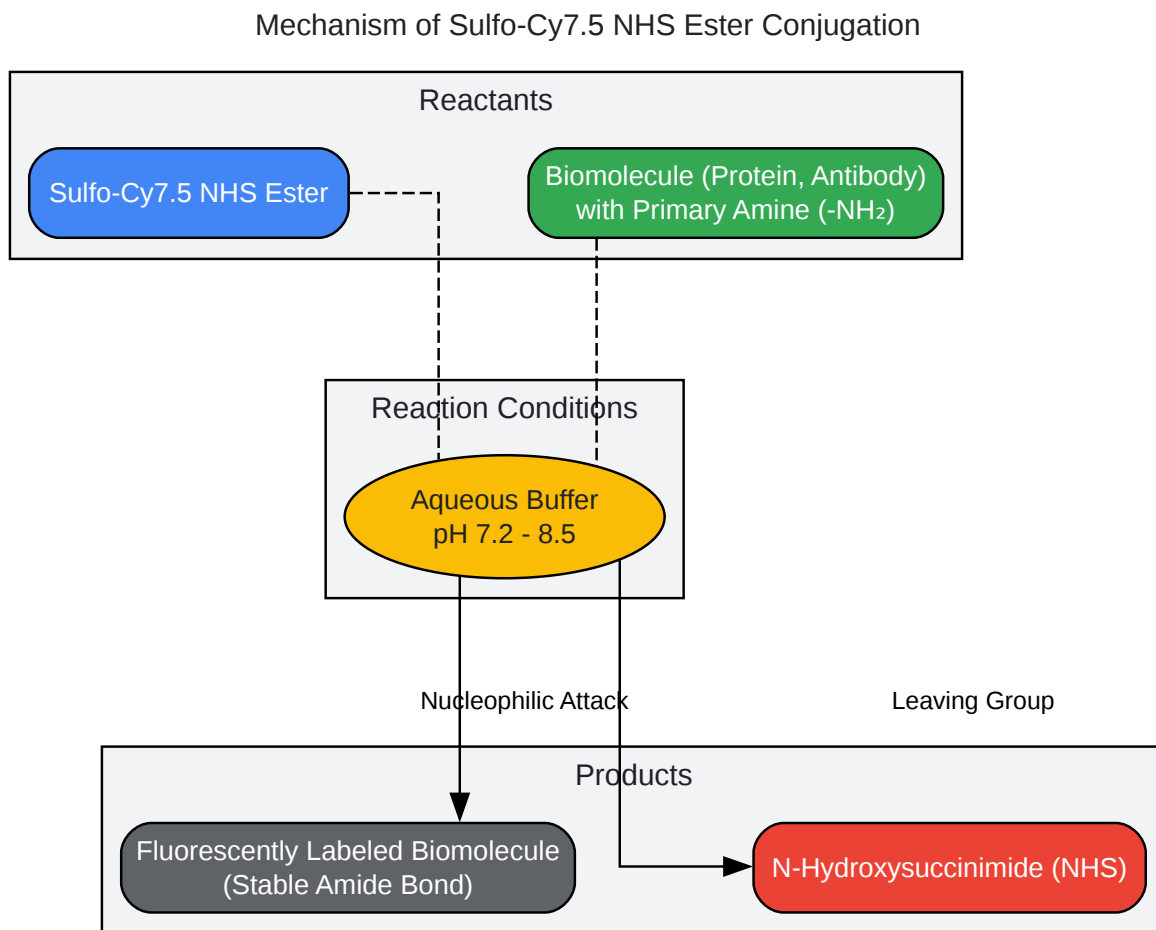 Mechanism of Sulfo-Cy7.5 NHS Ester Conjugation
Reactants
Sulfo-Cy7.5 NHS Ester
Biomolecule (Protein, Antibody)
with Primary Amine (-NH₂)
Reaction Conditions
Aqueous Buffer
pH 7.2 - 8.5
Nucleophilic Attack
Leaving Group
Products
Fluorescently Labeled Biomolecule
(Stable Amide Bond)
N-Hydroxysuccinimide (NHS)